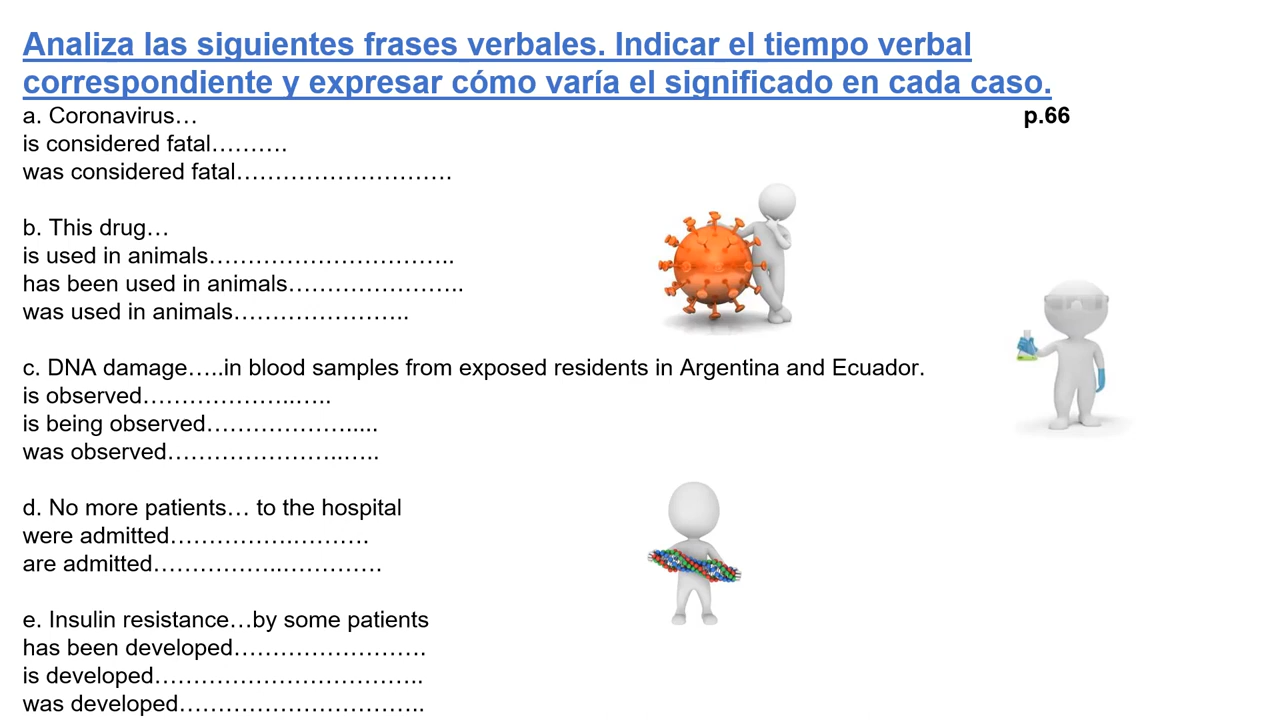 Analiza las siguientes frases verbales. Indicar el tiempo verbal
correspondiente y expresar cómo varía el significado en cada caso.
a. Coronavirus… p.66
is considered fatal……….
was considered fatal……………………….
b. This drug…
is used in animals…………………………..
has been used in animals…………………..
was used in animals…………………..
c. DNA damage…..in blood samples from exposed residents in Argentina and Ecuador.
is observed………………..…..
is being observed……………….....
was observed…………………..…..
d. No more patients… to the hospital
were admitted…………….……….
are admitted……………..………….
e. Insulin resistance…by some patients
has been developed…………………….
is developed……………………………..
was developed…………………………..